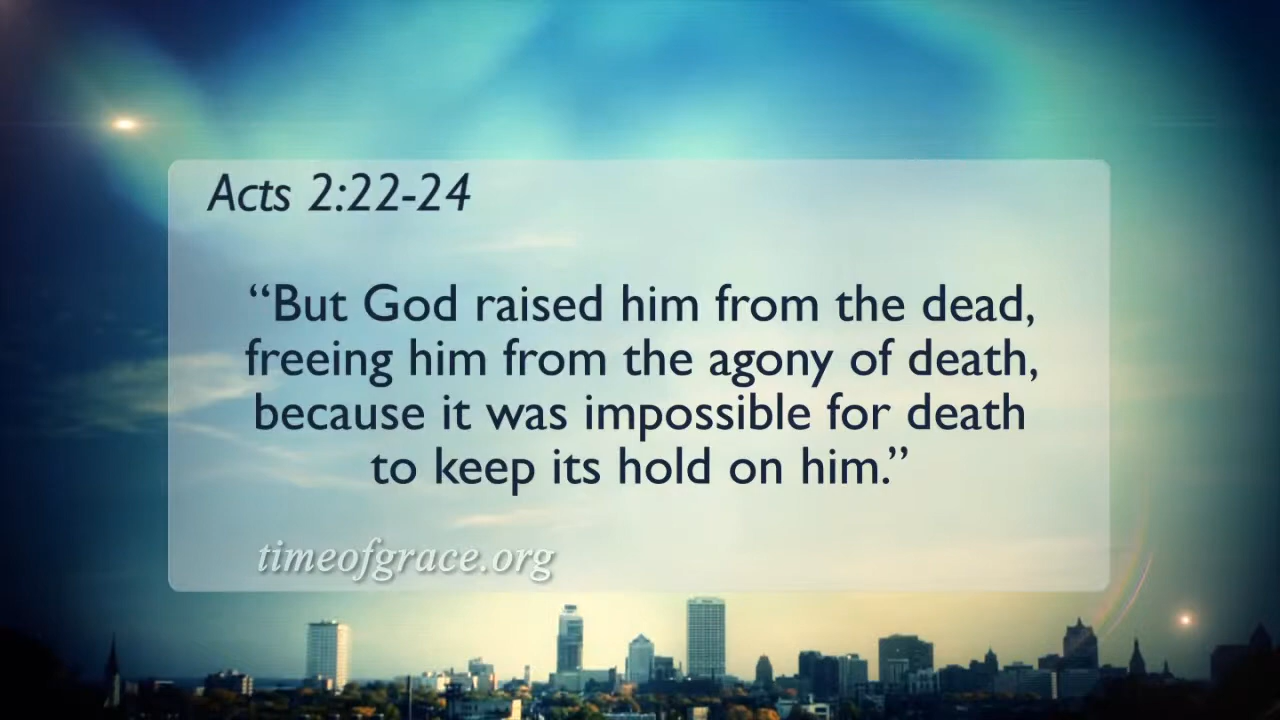 Acts 2:22-24
“But God raised him from the dead,
freeing him from the agony of death,
because it was impossible for death
to keep its hold on him.”
timeofgrace.org